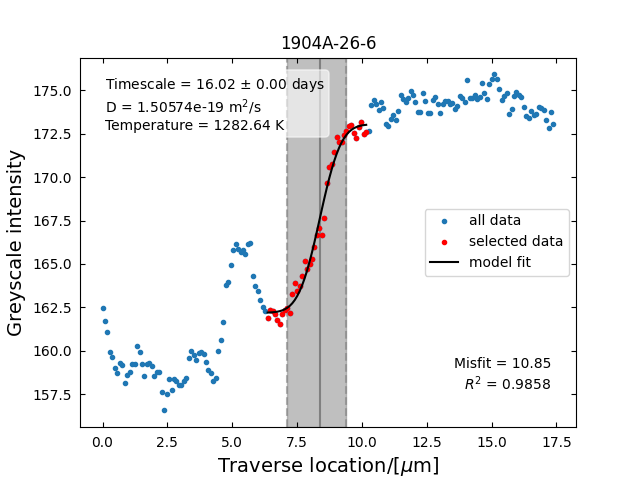 1904A-26-6
Timescale = 16.02 ± 0.00 days
D = 1.50574e-19 m²/s
Temperature = 1282.64 K
Greyscale intensity
175.0
172.5
170.0
167.5
165.0
162.5
160.0
157.5
all data
selected data
model fit
Misfit = 10.85
R² = 0.9858
0.0 2.5 5.0 7.5 10.0 12.5 15.0 17.5
Traverse location/[μm]